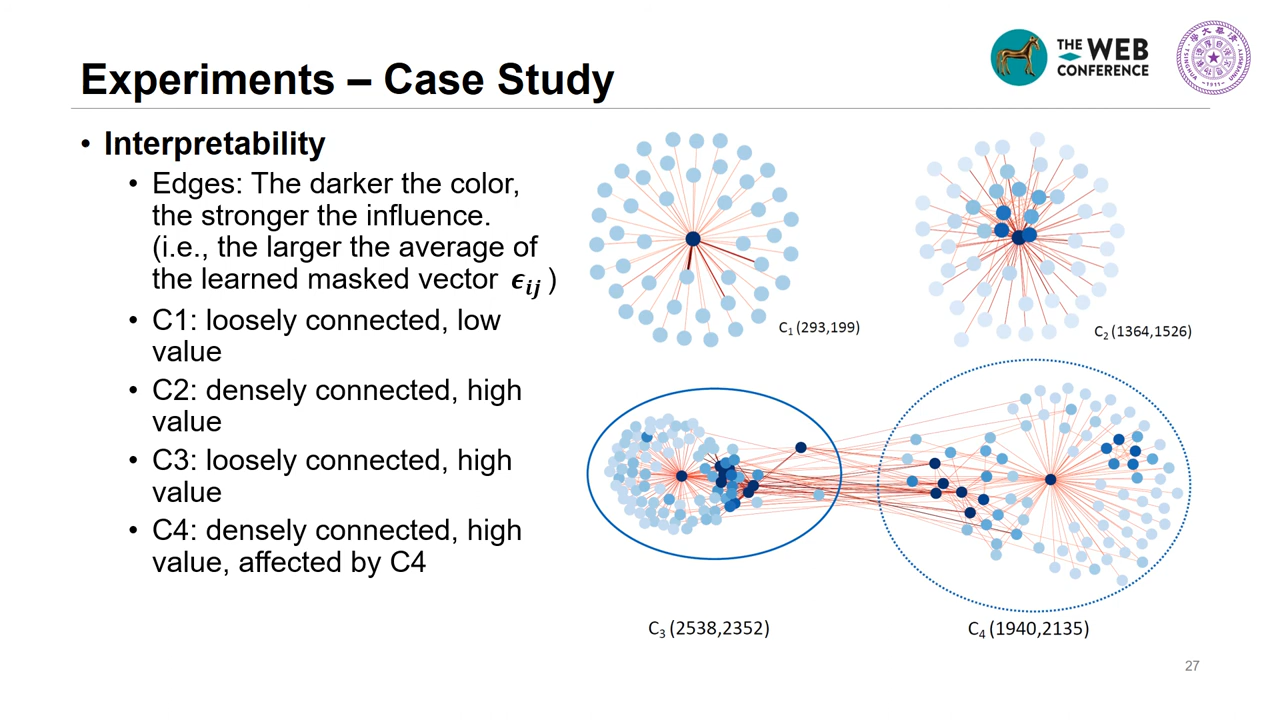 THE WEB
CONFERENCE
Experiments – Case Study
• Interpretability
• Edges: The darker the color,
the stronger the influence.
(i.e., the larger the average of
the learned masked vector ϵij )
• C1: loosely connected, low
value
• C2: densely connected, high
value
• C3: loosely connected, high
value
• C4: densely connected, high
value, affected by C4
C1 (293,199)
C2 (1364,1526)
C3 (2538,2352)
C4 (1940,2135)
27